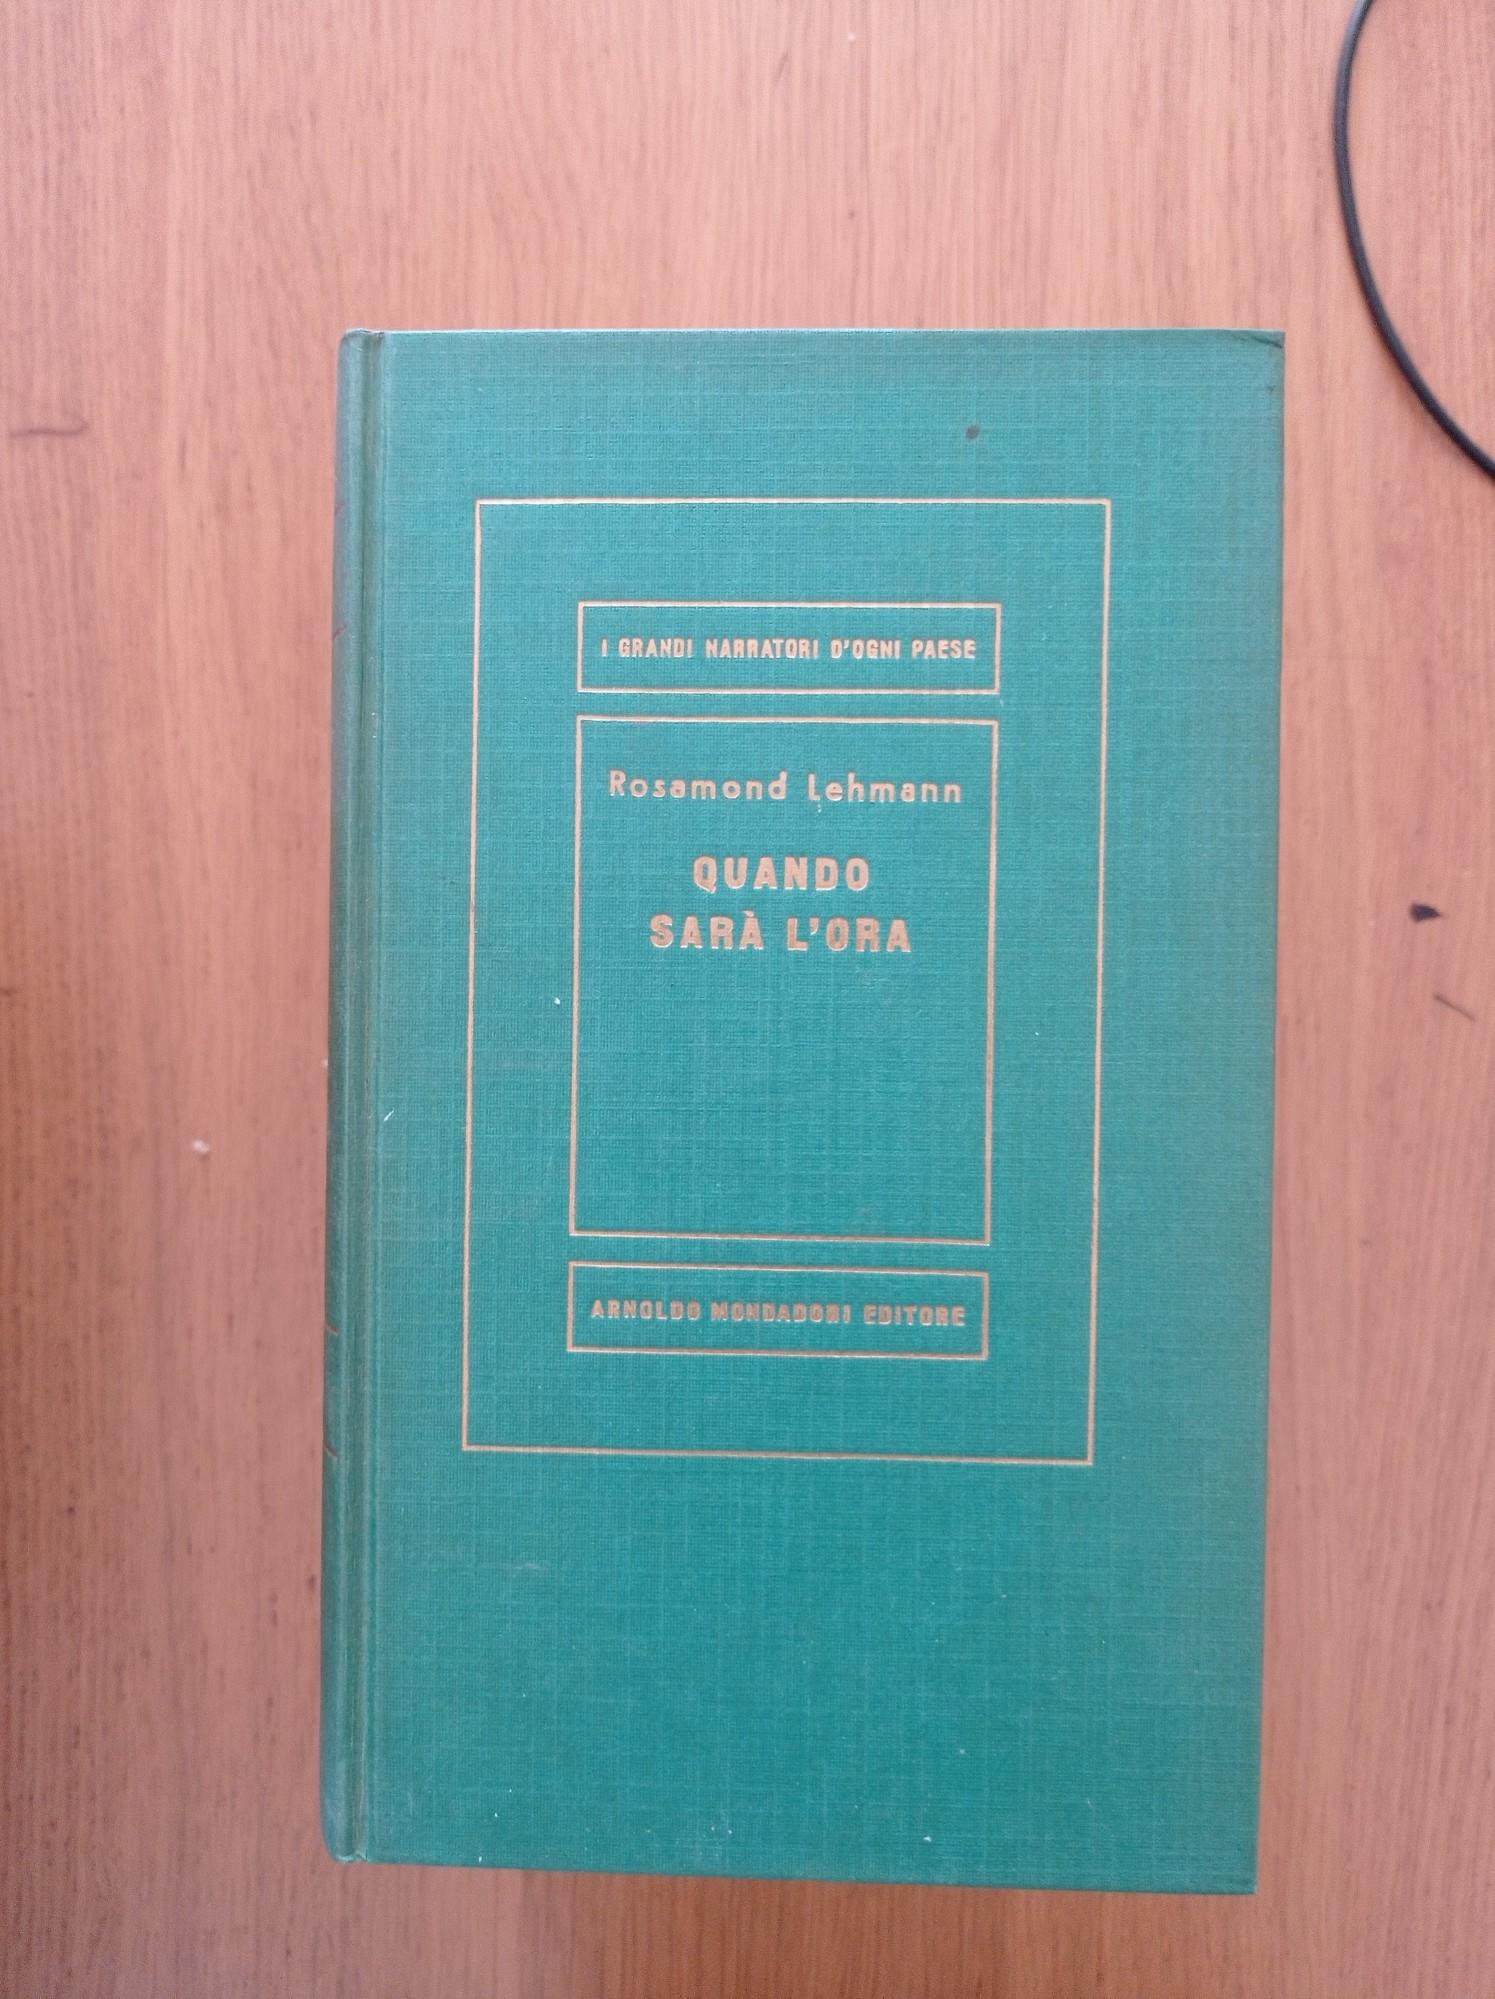 I GRANDI NARRATORI D'OGNI PAESE
Rosamond Lehmann
QUANDO
SARÀ L'ORA
ARNOLDO MONDADORI EDITORE